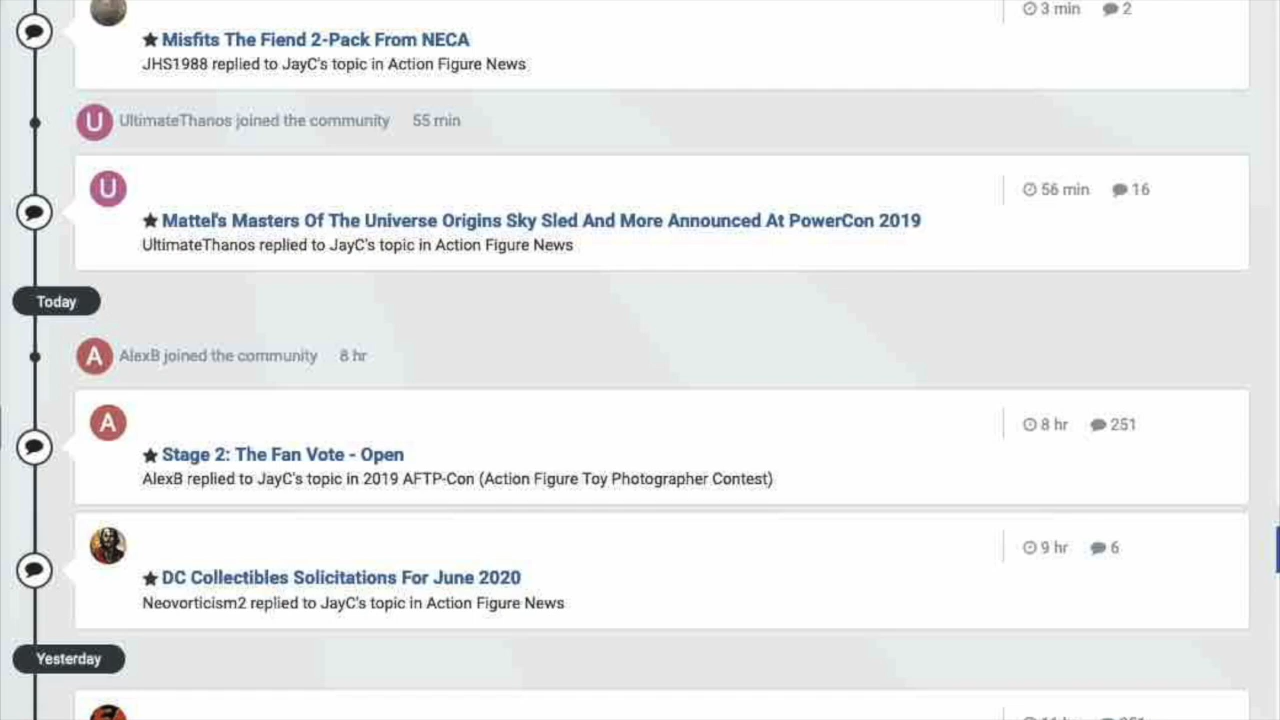 3 min 2
Misfits The Fiend 2-Pack From NECA
JHS1988 replied to JayC's topic in Action Figure News
U UltimateThanos joined the community 55 min
U 56 min 16
Mattel's Masters Of The Universe Origins Sky Sled And More Announced At PowerCon 2019
UltimateThanos replied to JayC's topic in Action Figure News
Today
A AlexB joined the community 8 hr
A 8 hr 251
Stage 2: The Fan Vote - Open
AlexB replied to JayC's topic in 2019 AFTP-Con (Action Figure Toy Photographer Contest)
9 hr 6
DC Collectibles Solicitations For June 2020
Neovorticism2 replied to JayC's topic in Action Figure News
Yesterday